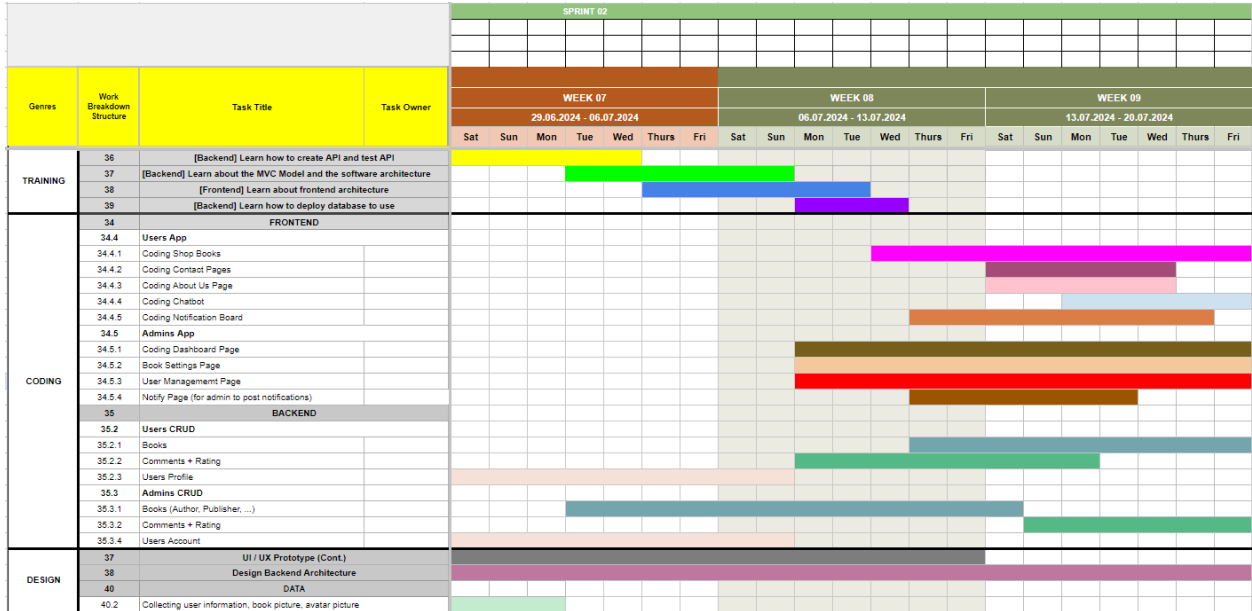 SPRINT 02
Genres Work Breakdown Structure Task Title Task Owner
WEEK 07 WEEK 08 WEEK 09
29.06.2024 - 06.07.2024 06.07.2024 - 13.07.2024 13.07.2024 - 20.07.2024
Sat Sun Mon Tue Wed Thurs Fri Sat Sun Mon Tue Wed Thurs Fri Sat Sun Mon Tue Wed Thurs Fri
TRAINING
36 [Backend] Learn how to create API and test API
37 [Backend] Learn about the MVC Model and the software architecture
38 [Frontend] Learn about frontend architecture
39 [Backend] Learn how to deploy database to use
CODING
34 FRONTEND
34.4 Users App
34.4.1 Coding Shop Books
34.4.2 Coding Contact Pages
34.4.3 Coding About Us Page
34.4.4 Coding Chatbot
34.4.5 Coding Notification Board
34.5 Admins App
34.5.1 Coding Dashboard Page
34.5.2 Book Settings Page
34.5.3 User Managememt Page
34.5.4 Notify Page (for admin to post notifications)
35 BACKEND
35.2 Users CRUD
35.2.1 Books
35.2.2 Comments + Rating
35.2.3 Users Profile
35.3 Admins CRUD
35.3.1 Books (Author, Publisher, ...)
35.3.2 Comments + Rating
35.3.4 Users Account
DESIGN
37 UI / UX Prototype (Cont.)
38 Design Backend Architecture
40 DATA
40.2 Collecting user information, book picture, avatar picture